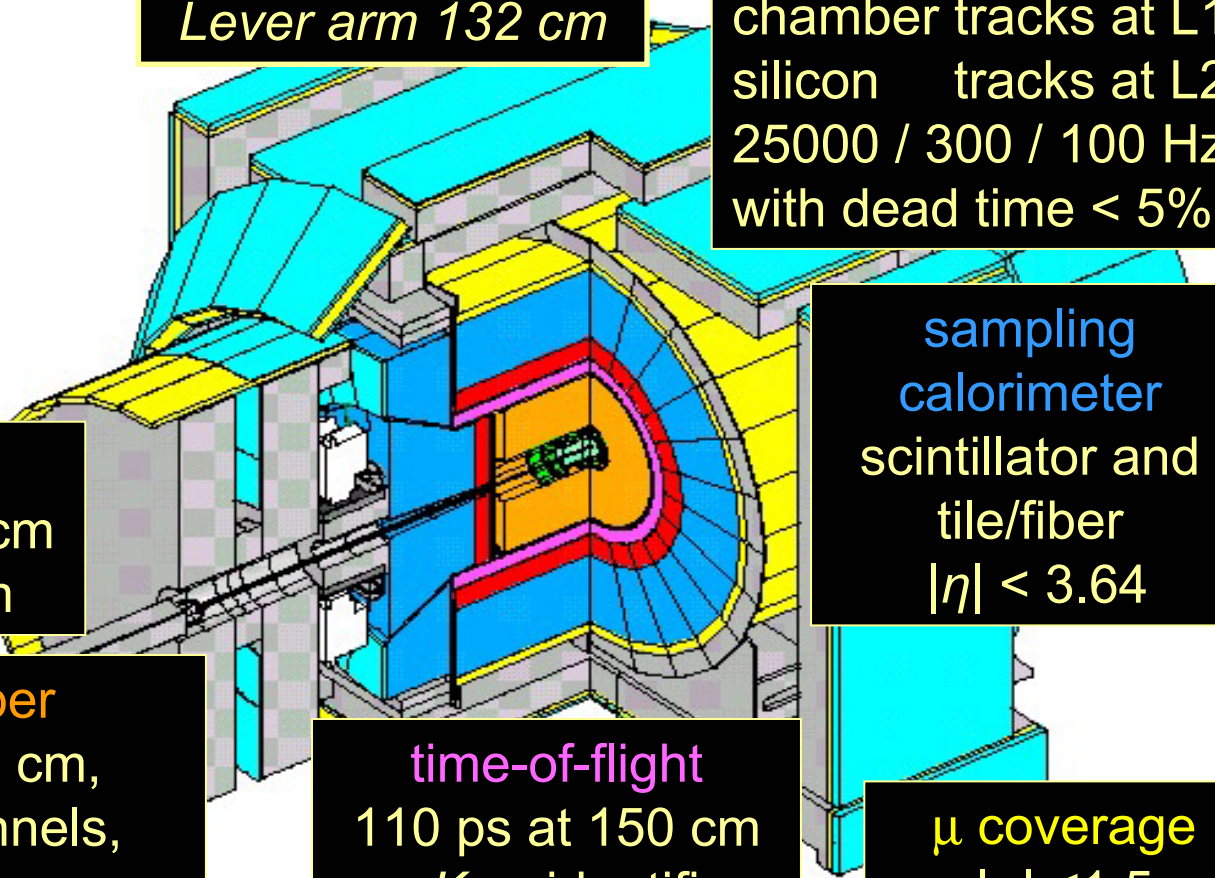 Lever arm 132 cm
chamber tracks at L1
silicon tracks at L2
25000 / 300 / 100 Hz
with dead time < 5%
sampling
calorimeter
scintillator and
tile/fiber
|η| < 3.64
cm
cm,
time-of-flight
110 ps at 150 cm
μ coverage